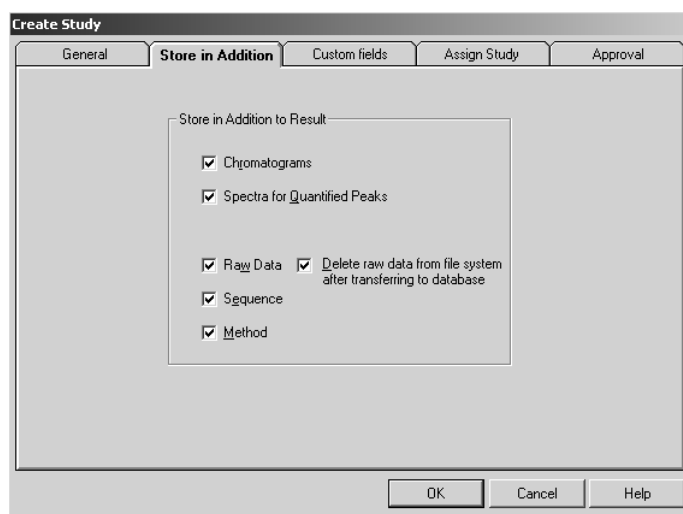 Create Study
General Store in Addition Custom fields Assign Study Approval
Store in Addition to Result
Chromatograms
Spectra for Quantified Peaks
Raw Data Delete raw data from file system
after transferring to database
Sequence
Method
OK Cancel Help